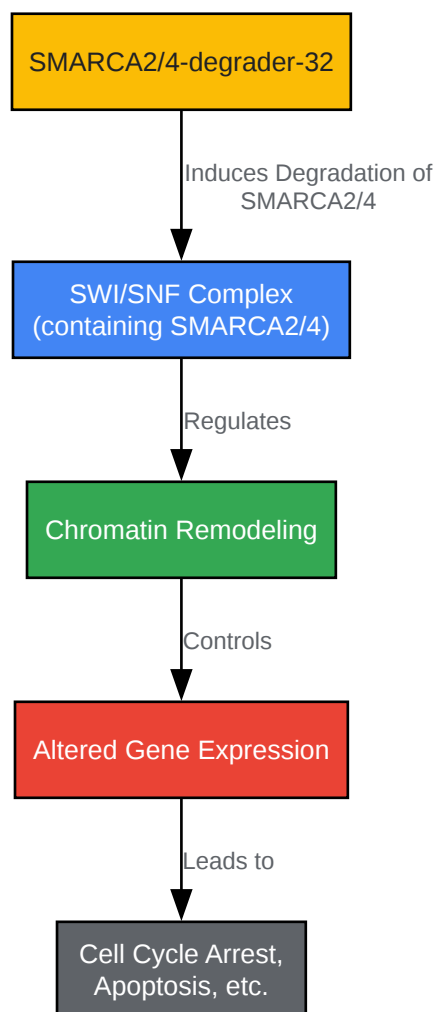 SMARCA2/4-degrader-32
Induces Degradation of
SMARCA2/4
SWI/SNF Complex
(containing SMARCA2/4)
Regulates
Chromatin Remodeling
Controls
Altered Gene Expression
Leads to
Cell Cycle Arrest,
Apoptosis, etc.